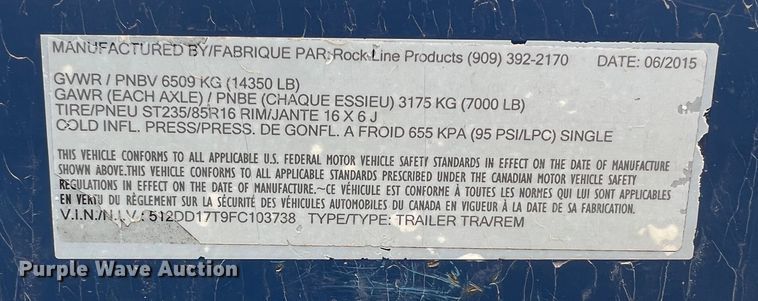 MANUFACTURED BY/FABRIQUE PAR: Rock Line Products (909) 392-2170 DATE: 06/2015
GVWR / PNBV 6509 KG (14350 LB)
GAWR (EACH AXLE) / PNBE (CHAQUE ESSIEU) 3175 KG (7000 LB)
TIRE/PNEU ST235/85R16 RIM/JANTE 16 X 6 J
COLD INFL. PRESS/PRESS. DE GONFL. A FROID 655 KPA (95 PSI/LPC) SINGLE
THIS VEHICLE CONFORMS TO ALL APPLICABLE U.S. FEDERAL MOTOR VEHICLE SAFETY STANDARDS IN EFFECT ON THE DATE OF MANUFACTURE
SHOWN ABOVE.THIS VEHICLE CONFORMS TO ALL APPLICABLE STANDARDS PRESCRIBED UNDER THE CANADIAN MOTOR VEHICLE SAFETY
REGULATIONS IN EFFECT ON THE DATE OF MANUFACTURE.~CE VÉHICULE EST CONFORME À TOUTES LES NORMES QUI LUI SONT APPLICABLES
EN VERTU DU RÈGLEMENT SUR LA SÉCURITÉ DES VÉHICULES AUTOMOBILES DU CANADA EN VIGUEUR À LA DATE DE SA FABRICATION.
V.I.N./N.I.V.: 512DD17T9FC103738 TYPE/TYPE: TRAILER TRA/REM
Purple Wave Auction